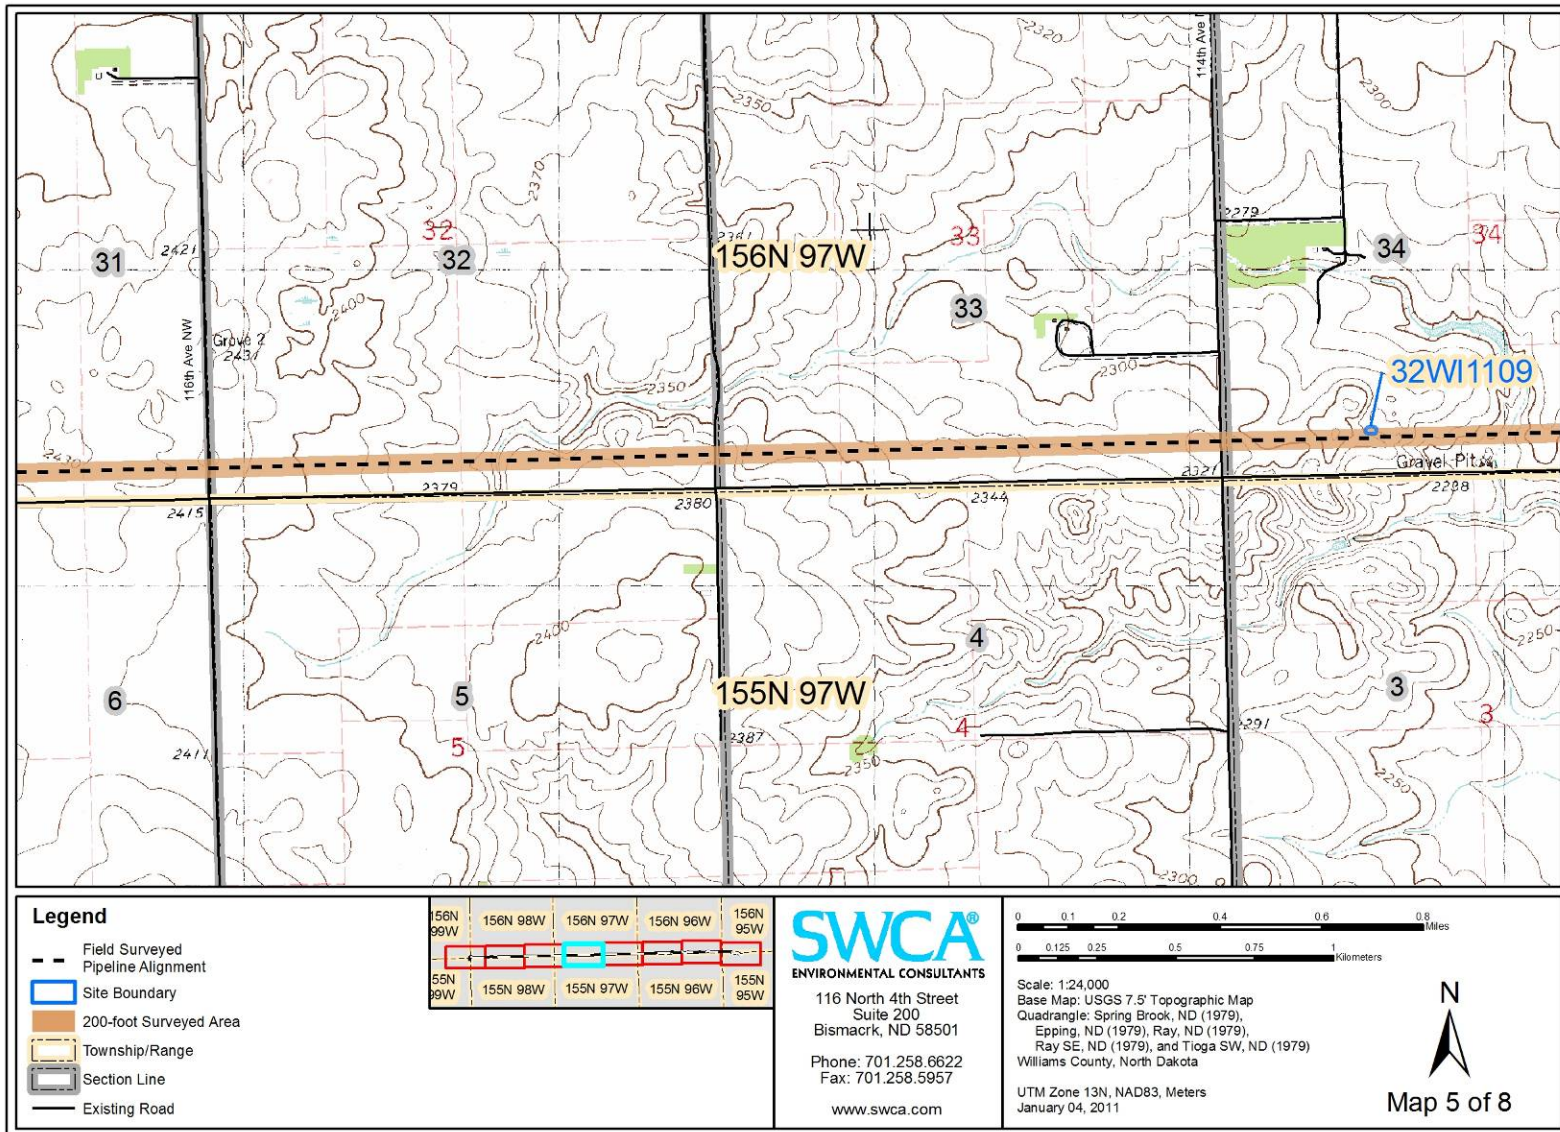 2320
114th Ave
2350
2300
2370
2279
32
2421
31
32
2361
156N 97W
33
33
34
34
2400
Grove 2
2431
116th Ave NW
2350
2300
32WI1109
2430
2379
2415
2380
2344
2321
Gravel Pit
2238
2400
2250
4
6
5
155N 97W
3
5
2411
2387
4
2291
3
2350
2250
2300
Legend
Field Surveyed
Pipeline Alignment
Site Boundary
200-foot Surveyed Area
Township/Range
Section Line
Existing Road
156N
99W
156N 98W
156N 97W
156N 96W
156N
95W
55N
99W
155N 98W
155N 97W
155N 96W
155N
95W
SWCA®
ENVIRONMENTAL CONSULTANTS
116 North 4th Street
Suite 200
Bismacrk, ND 58501
Phone: 701.258.6622
Fax: 701.258.5957
www.swca.com
0 0.1 0.2 0.4 0.6 0.8
Miles
0 0.125 0.25 0.5 0.75 1
Kilometers
Scale: 1:24,000
Base Map: USGS 7.5' Topographic Map
Quadrangle: Spring Brook, ND (1979),
Epping, ND (1979), Ray, ND (1979),
Ray SE, ND (1979), and Tioga SW, ND (1979)
Williams County, North Dakota
UTM Zone 13N, NAD83, Meters
January 04, 2011
N
Map 5 of 8